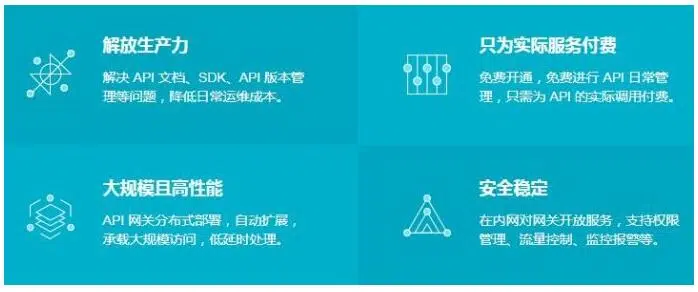 解放生产力
解决 API 文档、SDK、API 版本管
理等问题，降低日常运维成本。
只为实际服务付费
免费开通，免费进行 API 日常管
理，只需为 API 的实际调用付费。
大规模且高性能
API 网关分布式部署，自动扩展，
承载大规模访问，低延时处理。
安全稳定
在内网对网关开放服务，支持权限
管理、流量控制、监控报警等。